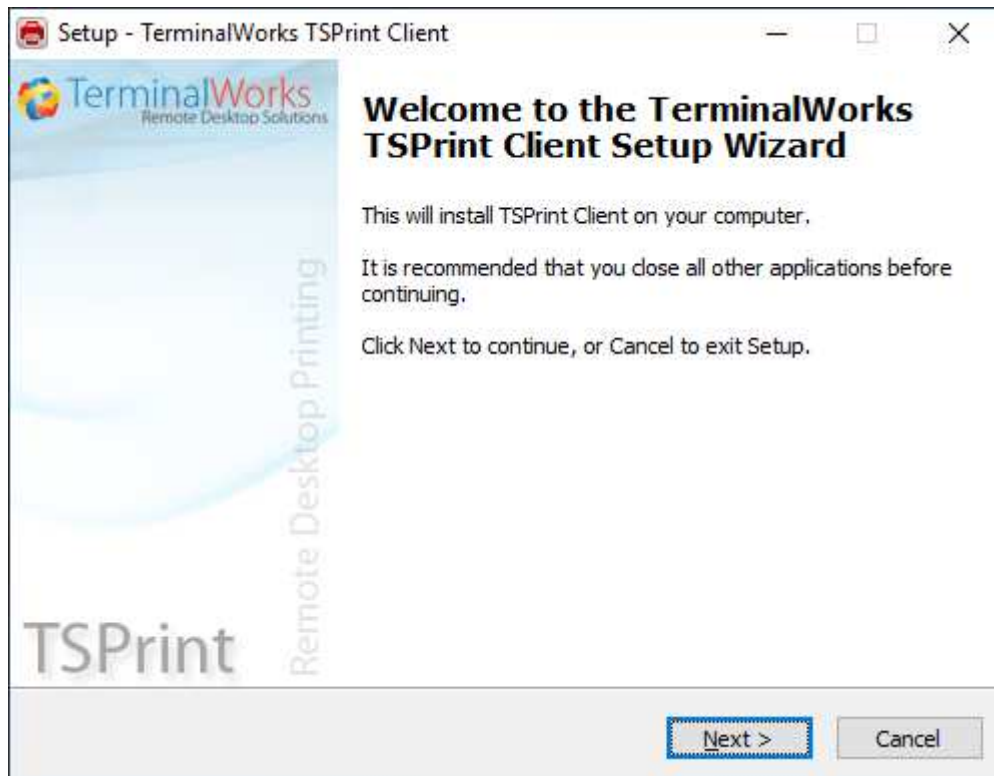 Setup - TerminalWorks TSPrint Client
TerminalWorks
Remote Desktop Solutions
Welcome to the TerminalWorks
TSPrint Client Setup Wizard
This will install TSPrint Client on your computer.
It is recommended that you close all other applications before
continuing.
Click Next to continue, or Cancel to exit Setup.
Remote Desktop Printing
TSPrint
Next >
Cancel